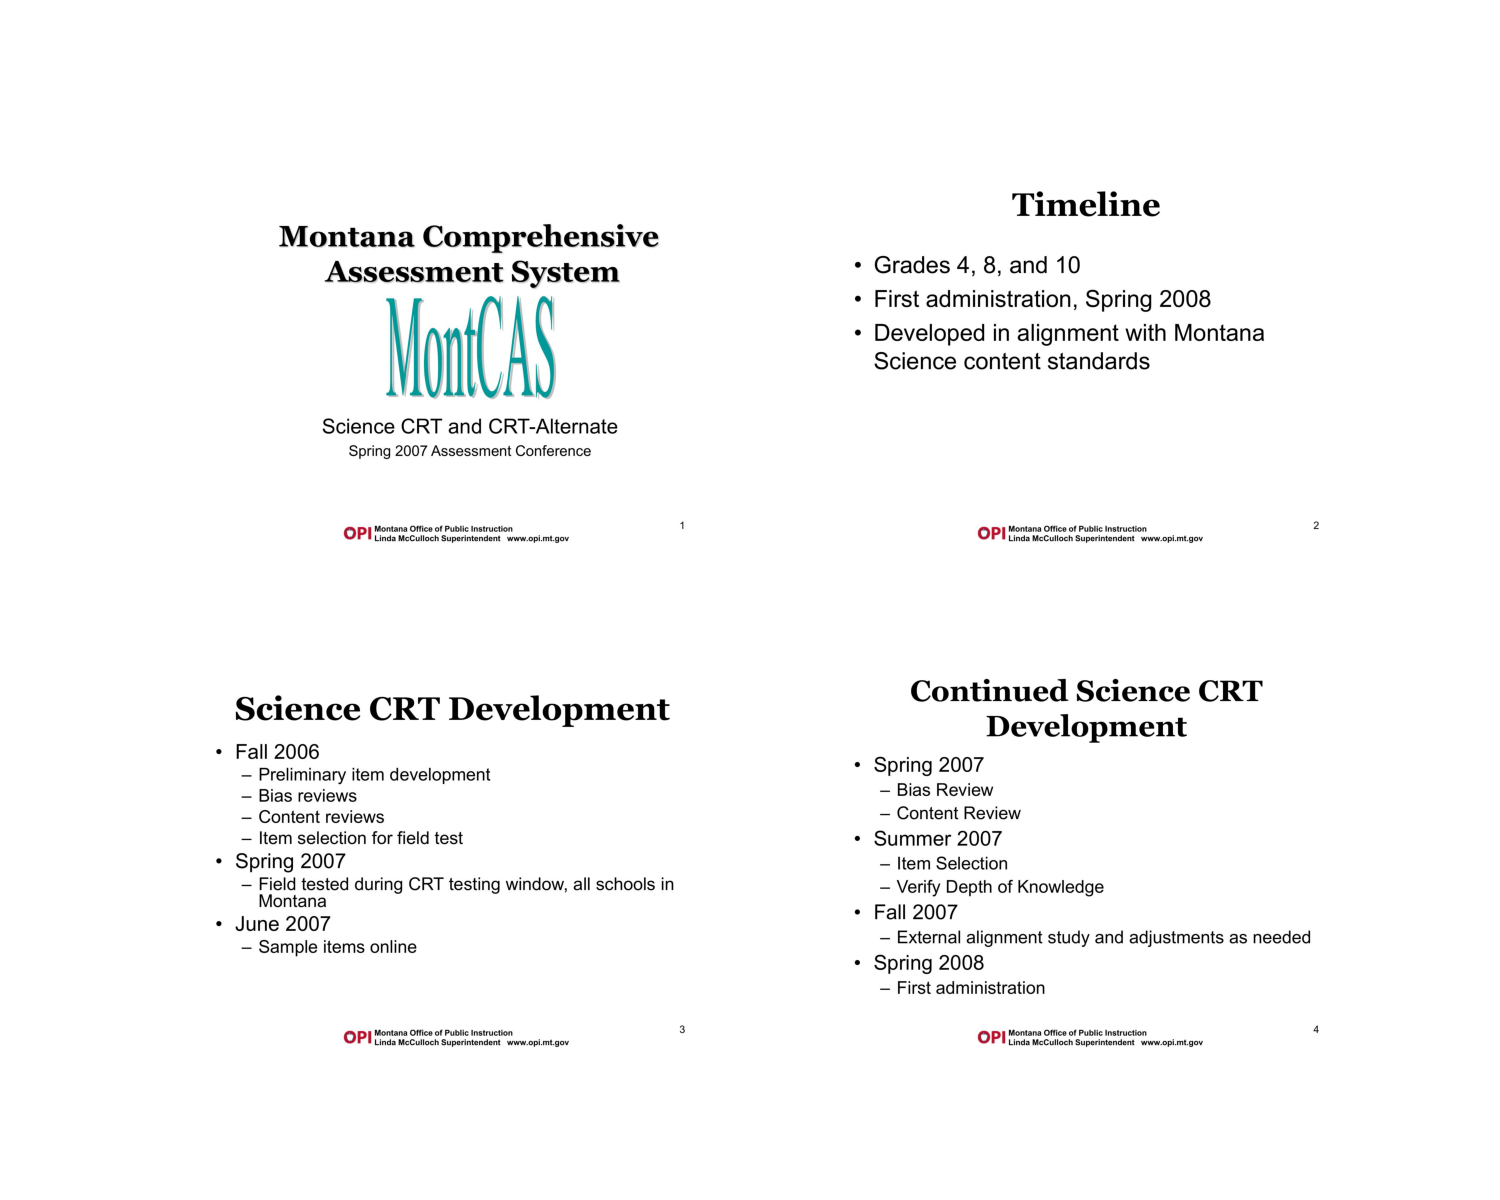 Montana Comprehensive
Assessment System
MontCAS
Science CRT and CRT-Alternate
Spring 2007 Assessment Conference
OPI Montana Office of Public Instruction
Linda McCulloch Superintendent www.opi.mt.gov
1
Timeline
• Grades 4, 8, and 10
• First administration, Spring 2008
• Developed in alignment with Montana
Science content standards
OPI Montana Office of Public Instruction
Linda McCulloch Superintendent www.opi.mt.gov
2
Science CRT Development
• Fall 2006
– Preliminary item development
– Bias reviews
– Content reviews
– Item selection for field test
• Spring 2007
– Field tested during CRT testing window, all schools in
Montana
• June 2007
– Sample items online
OPI Montana Office of Public Instruction
Linda McCulloch Superintendent www.opi.mt.gov
3
Continued Science CRT
Development
• Spring 2007
– Bias Review
– Content Review
• Summer 2007
– Item Selection
– Verify Depth of Knowledge
• Fall 2007
– External alignment study and adjustments as needed
• Spring 2008
– First administration
OPI Montana Office of Public Instruction
Linda McCulloch Superintendent www.opi.mt.gov
4